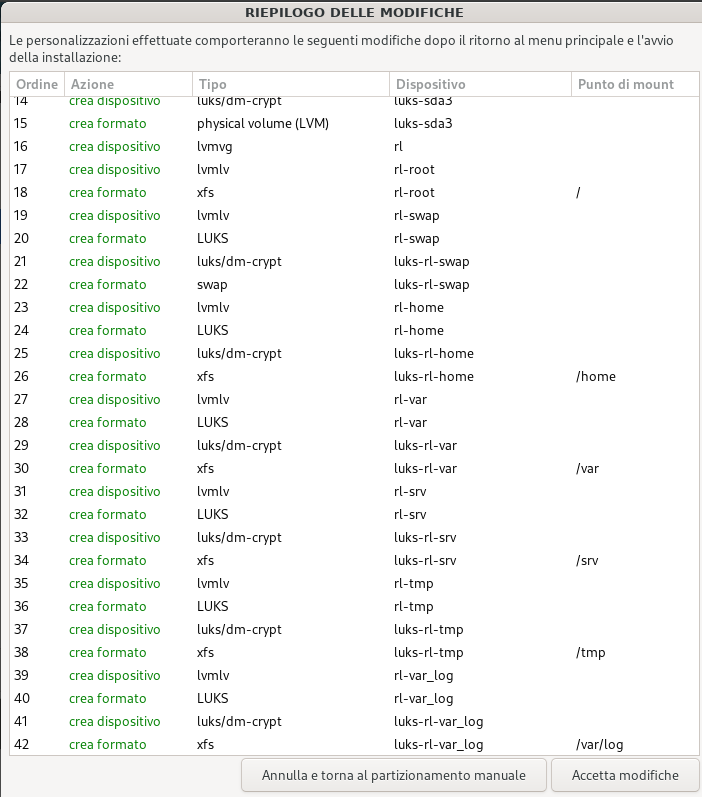 RIEPILOGO DELLE MODIFICHE
Le personalizzazioni effettuate comporteranno le seguenti modifiche dopo il ritorno al menu principale e l'avvio
della installazione:
Ordine Azione Tipo Dispositivo Punto di mount
14 crea dispositivo luks/dm-crypt luks-sda3
15 crea formato physical volume (LVM) luks-sda3
16 crea dispositivo lvmvg rl
17 crea dispositivo lvmlv rl-root
18 crea formato xfs rl-root /
19 crea dispositivo lvmlv rl-swap
20 crea formato LUKS rl-swap
21 crea dispositivo luks/dm-crypt luks-rl-swap
22 crea formato swap luks-rl-swap
23 crea dispositivo lvmlv rl-home
24 crea formato LUKS rl-home
25 crea dispositivo luks/dm-crypt luks-rl-home
26 crea formato xfs luks-rl-home /home
27 crea dispositivo lvmlv rl-var
28 crea formato LUKS rl-var
29 crea dispositivo luks/dm-crypt luks-rl-var
30 crea formato xfs luks-rl-var /var
31 crea dispositivo lvmlv rl-srv
32 crea formato LUKS rl-srv
33 crea dispositivo luks/dm-crypt luks-rl-srv
34 crea formato xfs luks-rl-srv /srv
35 crea dispositivo lvmlv rl-tmp
36 crea formato LUKS rl-tmp
37 crea dispositivo luks/dm-crypt luks-rl-tmp
38 crea formato xfs luks-rl-tmp /tmp
39 crea dispositivo lvmlv rl-var_log
40 crea formato LUKS rl-var_log
41 crea dispositivo luks/dm-crypt luks-rl-var_log
42 crea formato xfs luks-rl-var_log /var/log
Annulla e torna al partizionamento manuale Accetta modifiche